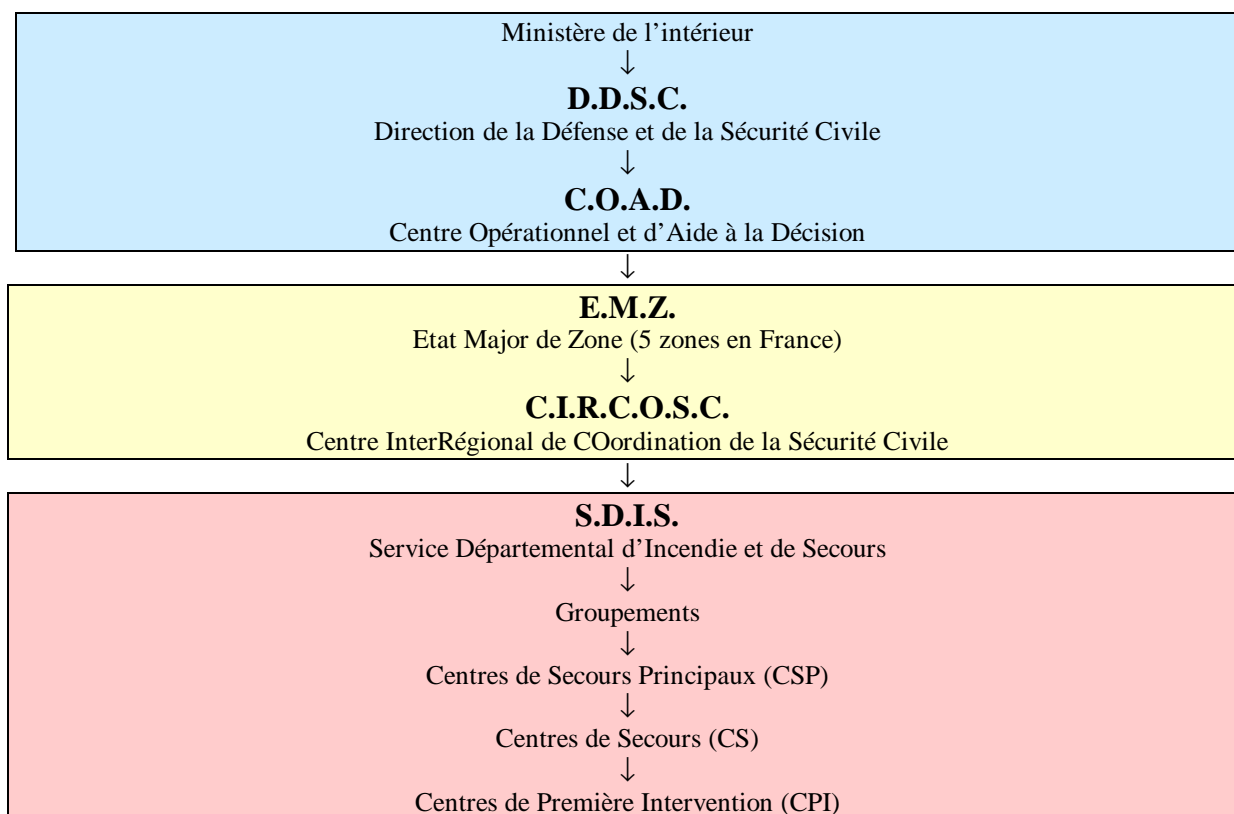 Ministère de l’intérieur
↓
D.D.S.C.
Direction de la Défense et de la Sécurité Civile
↓
C.O.A.D.
Centre Opérationnel et d’Aide à la Décision
↓
E.M.Z.
Etat Major de Zone (5 zones en France)
↓
C.I.R.C.O.S.C.
Centre InterRégional de COordination de la Sécurité Civile
↓
S.D.I.S.
Service Départemental d’Incendie et de Secours
↓
Groupements
↓
Centres de Secours Principaux (CSP)
↓
Centres de Secours (CS)
↓
Centres de Première Intervention (CPI)